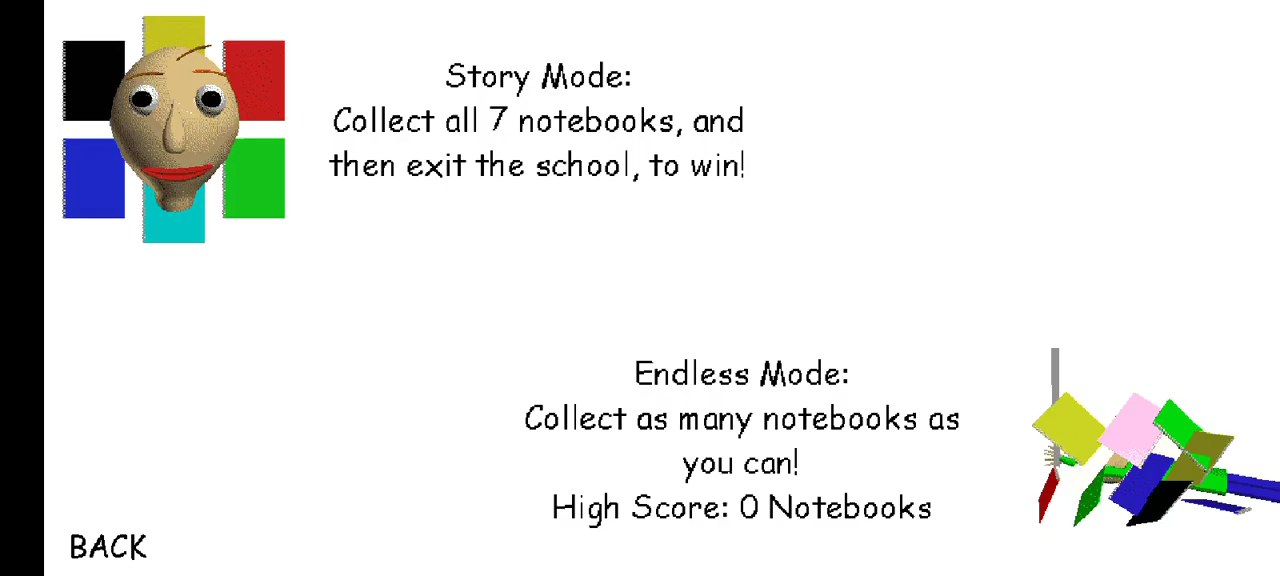 Story Mode:
Collect all 7 notebooks, and
then exit the school, to win!
Endless Mode:
Collect as many notebooks as
you can!
High Score: 0 Notebooks
BACK